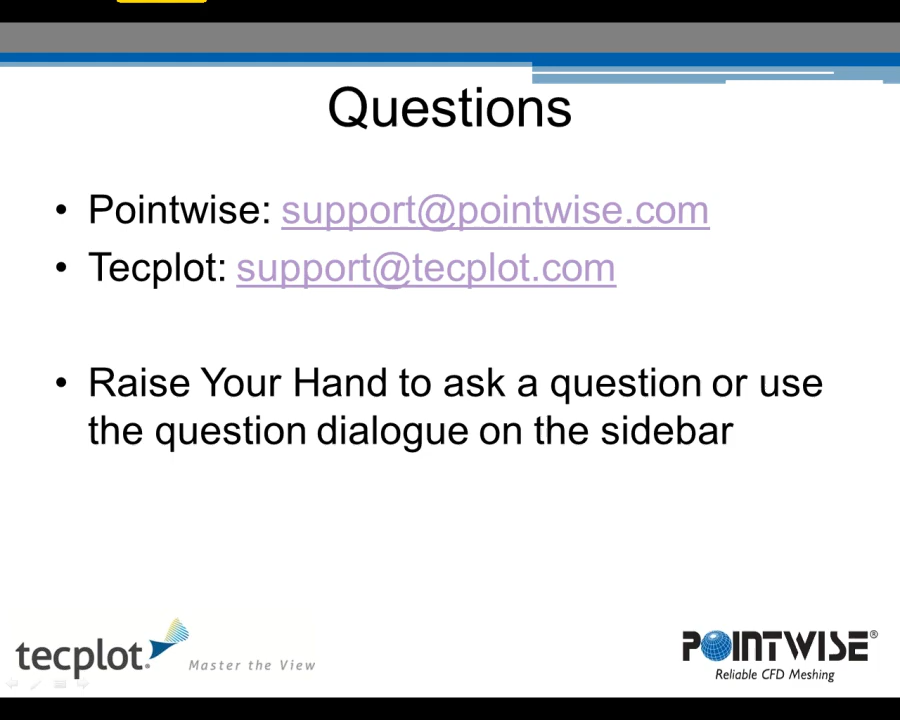 Questions
• Pointwise: support@pointwise.com
• Tecplot: support@tecplot.com
• Raise Your Hand to ask a question or use
the question dialogue on the sidebar
tecplot. Master the View
POINTWISE®
Reliable CFD Meshing